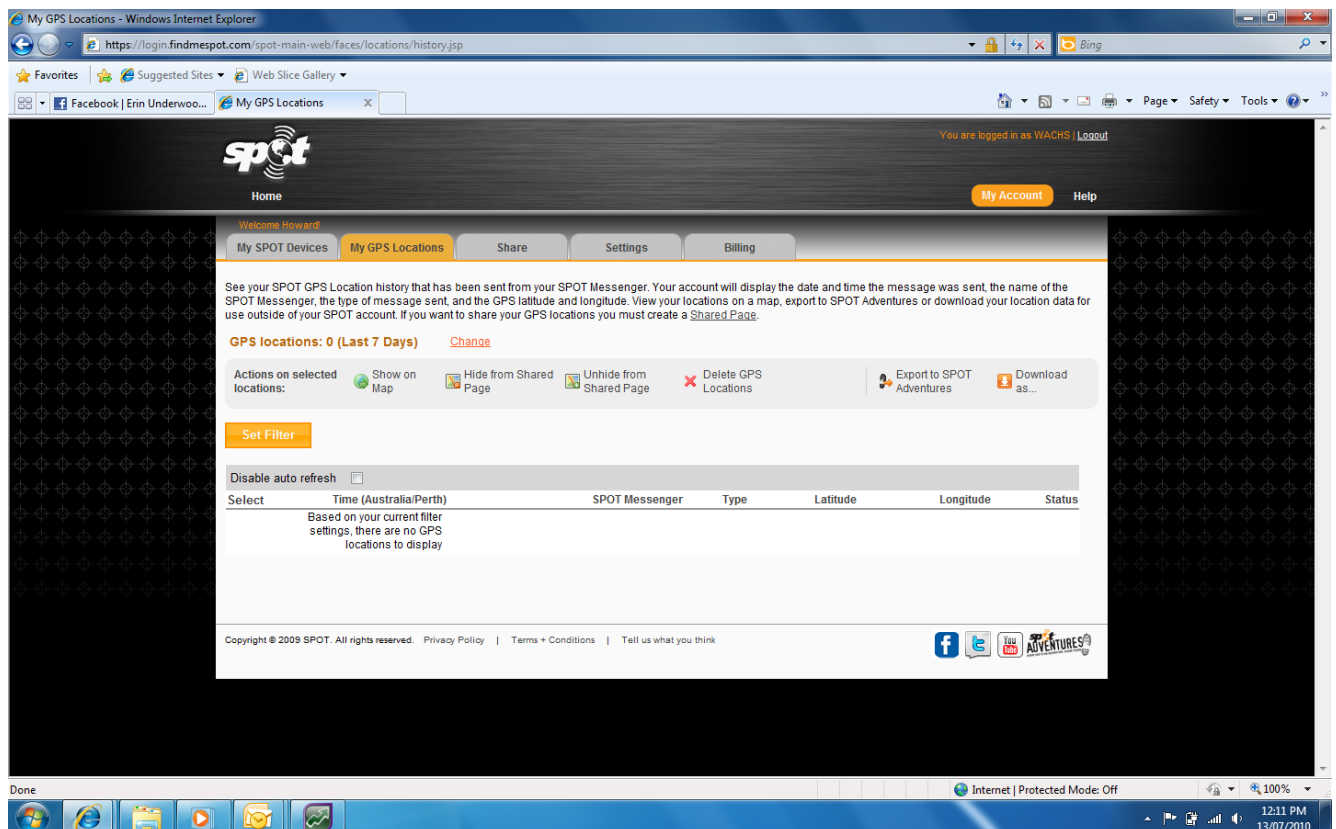 My GPS Locations - Windows Internet Explorer
https://login.findmespot.com/spot-main-web/faces/locations/history.jsp
Bing
Favorites Suggested Sites Web Slice Gallery
Facebook | Erin Underwoo... My GPS Locations X Page Safety Tools
spot
You are logged in as WACHS | Logout
Home My Account Help
Welcome Howard!
My SPOT Devices My GPS Locations Share Settings Billing
See your SPOT GPS Location history that has been sent from your SPOT Messenger. Your account will display the date and time the message was sent, the name of the
SPOT Messenger, the type of message sent, and the GPS latitude and longitude. View your locations on a map, export to SPOT Adventures or download your location data for
use outside of your SPOT account. If you want to share your GPS locations you must create a Shared Page.
GPS locations: 0 (Last 7 Days) Change
Actions on selected Show on Hide from Shared Unhide from Delete GPS Export to SPOT Download
locations: Map Page Shared Page Locations Adventures as...
Set Filter
Disable auto refresh
Select Time (Australia/Perth) SPOT Messenger Type Latitude Longitude Status
Based on your current filter
settings, there are no GPS
locations to display
Copyright © 2009 SPOT. All rights reserved. Privacy Policy | Terms + Conditions | Tell us what you think
You Tube spot ADVENTURES
Done Internet | Protected Mode: Off 100%
12:11 PM
13/07/2010